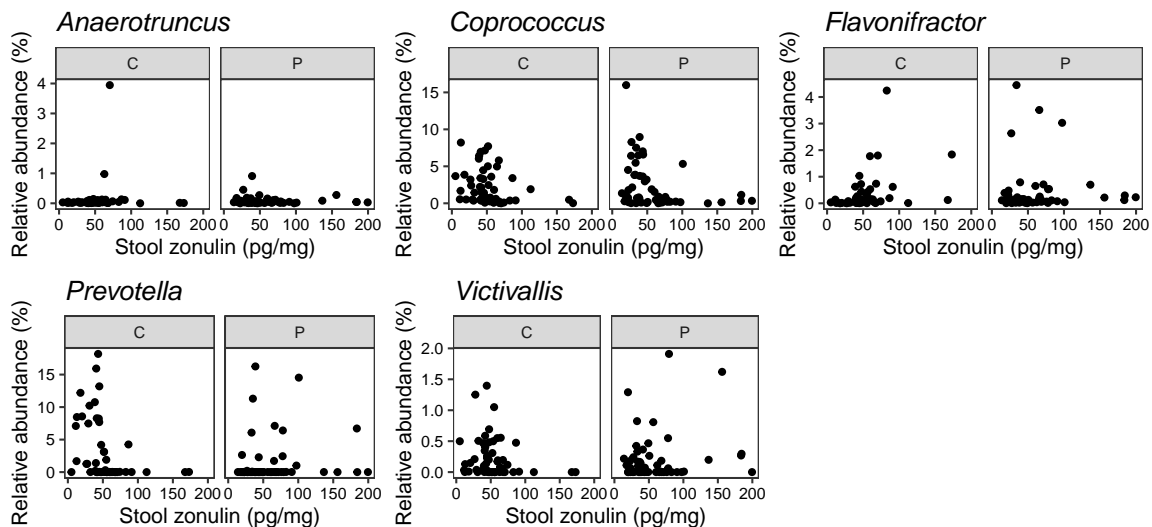 Anaerotruncus
Relative abundance (%)
C P
4
3
2
1
0
0 50 100 150 200 0 50 100 150 200
Stool zonulin (pg/mg)
Coprococcus
Relative abundance (%)
C P
15
10
5
0
0 50 100 150 200 0 50 100 150 200
Stool zonulin (pg/mg)
Flavonifractor
Relative abundance (%)
C P
4
3
2
1
0
0 50 100 150 200 0 50 100 150 200
Stool zonulin (pg/mg)
Prevotella
Relative abundance (%)
C P
15
10
5
0
0 50 100 150 200 0 50 100 150 200
Stool zonulin (pg/mg)
Victivallis
Relative abundance (%)
C P
2.0
1.5
1.0
0.5
0.0
0 50 100 150 200 0 50 100 150 200
Stool zonulin (pg/mg)